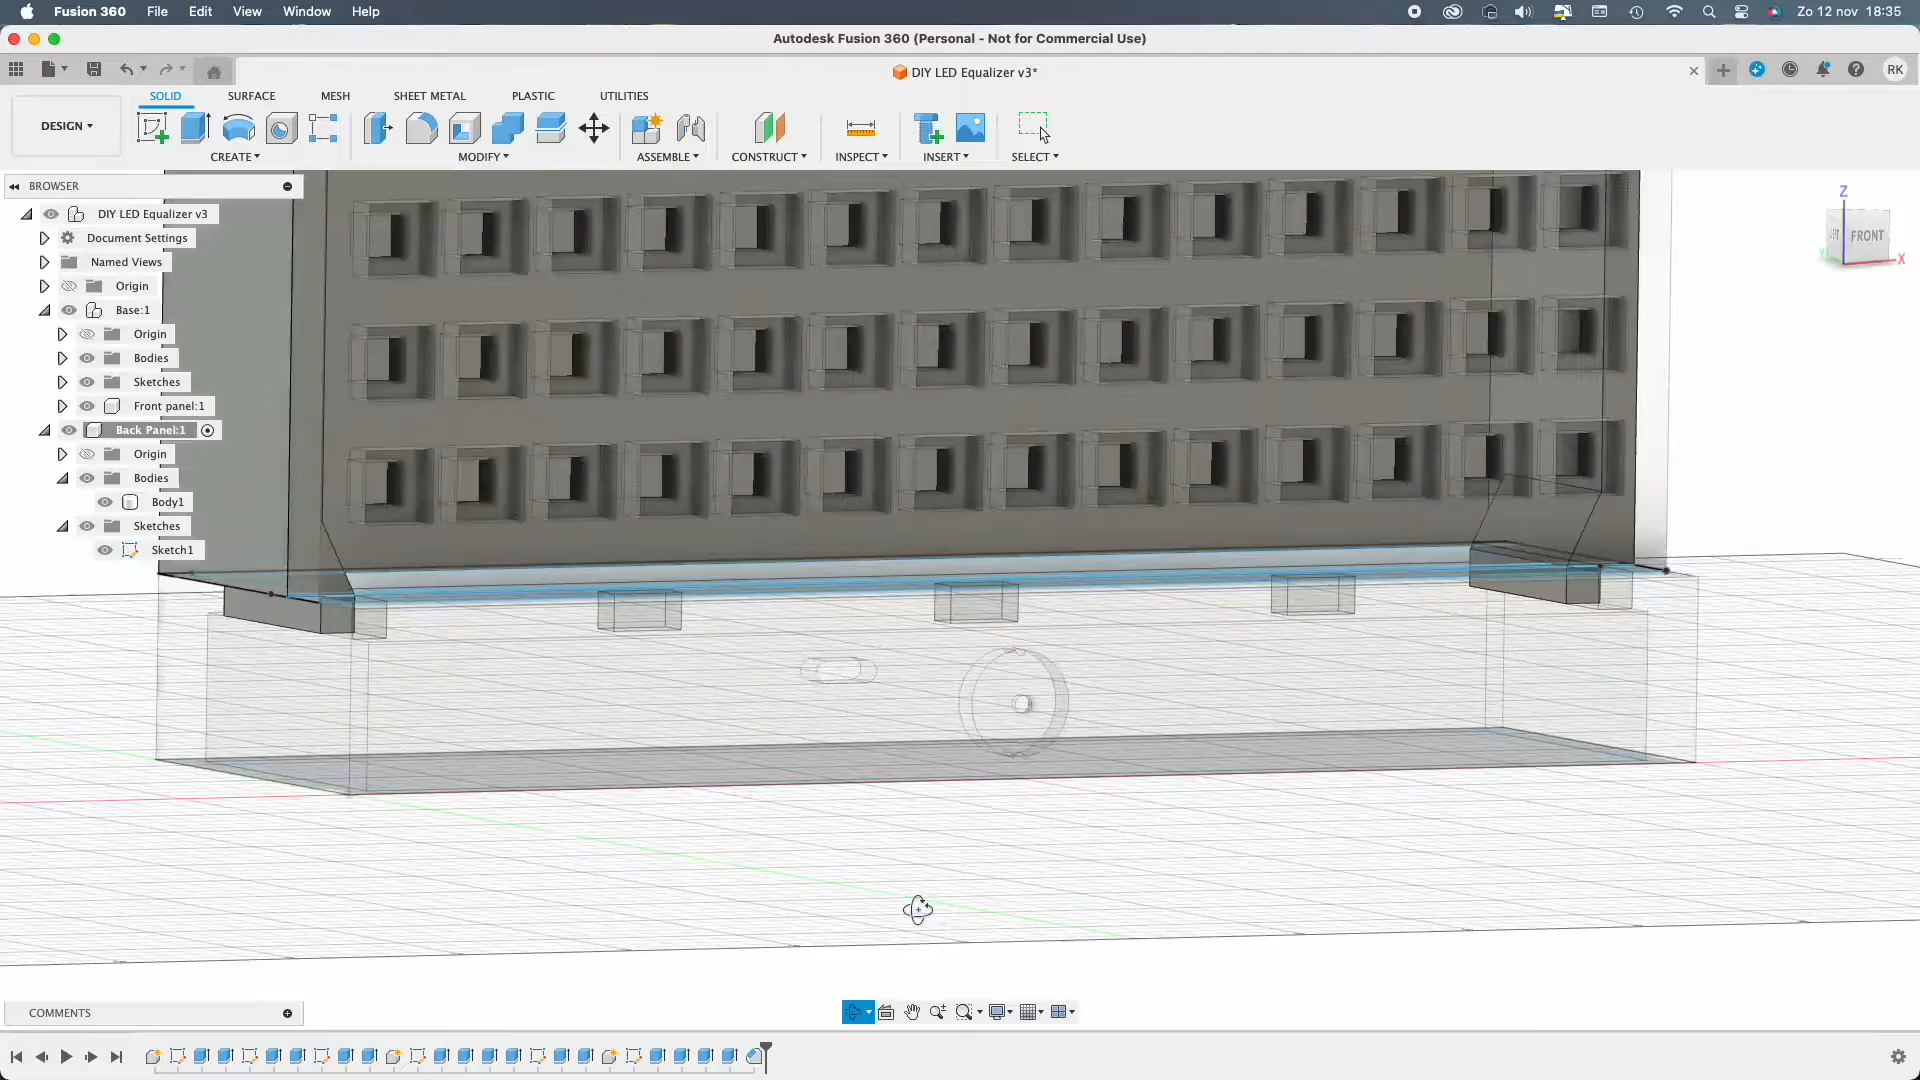 Fusion 360 File Edit View Window Help Zo 12 nov 18:35
Autodesk Fusion 360 (Personal - Not for Commercial Use)
DIY LED Equalizer v3* RK
SOLID SURFACE MESH SHEET METAL PLASTIC UTILITIES
DESIGN
CREATE MODIFY ASSEMBLE CONSTRUCT INSPECT INSERT SELECT
BROWSER
DIY LED Equalizer v3
Document Settings
Named Views
Origin
Base:1
Origin
Bodies
Sketches
Front panel:1
Back Panel:1
Origin
Bodies
Body1
Sketches
Sketch1
Z
FRONT
X
Y
COMMENTS